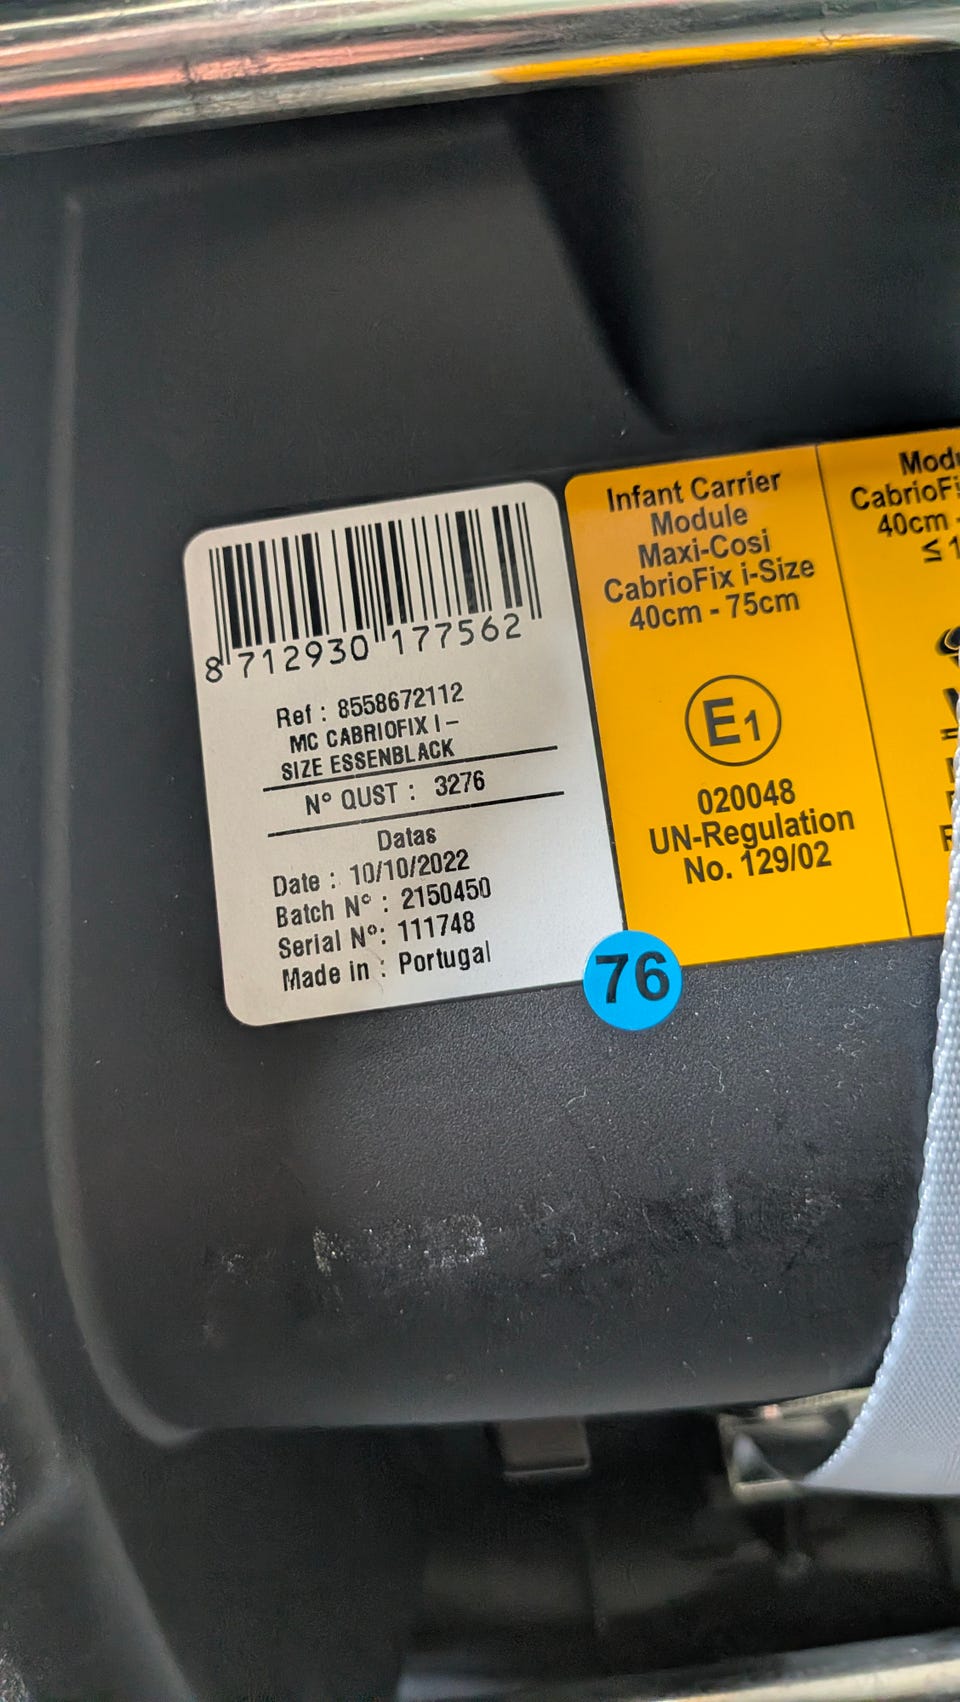 8 712930 177562
Ref : 8558672112
MC CABRIOFIX I-
SIZE ESSENBLACK
N° QUST : 3276
Datas
Date : 10/10/2022
Batch N° : 2150450
Serial N°: 111748
Made in : Portugal
Infant Carrier
Module
Maxi-Cosi
CabrioFix i-Size
40cm - 75cm
E1
020048
UN-Regulation
No. 129/02
76
40cm